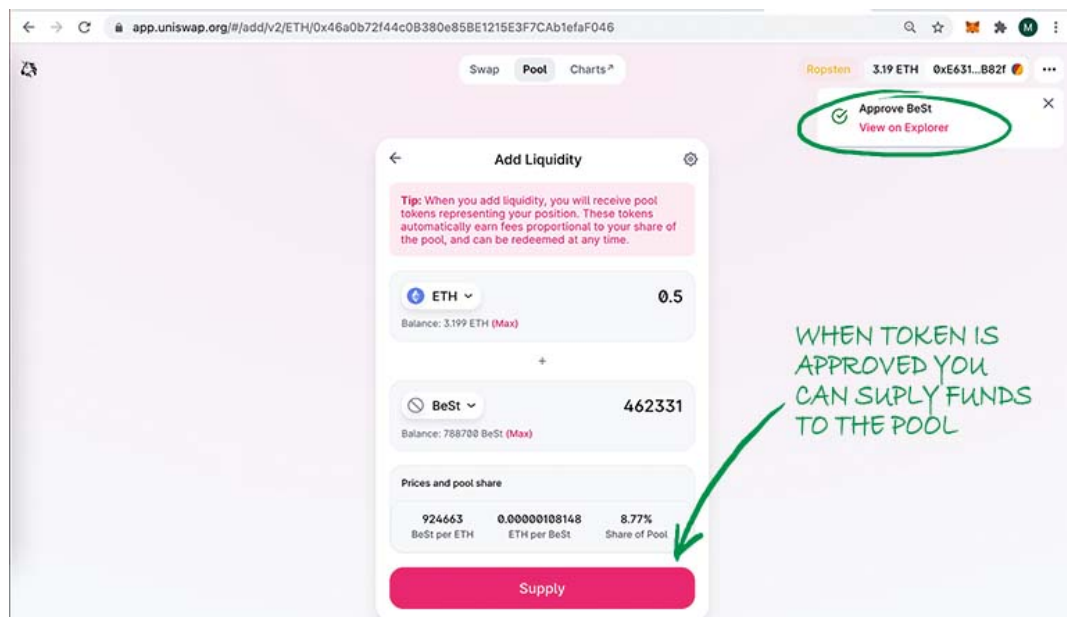 app.uniswap.org/#/add/v2/ETH/0x46a0b72f44c0B380e85BE1215E3F7CAb1efaF046
M
Swap Pool Charts↗
Ropsten 3.19 ETH 0xE631...B82f
Approve BeSt
View on Explorer
Add Liquidity
Tip: When you add liquidity, you will receive pool
tokens representing your position. These tokens
automatically earn fees proportional to your share of
the pool, and can be redeemed at any time.
ETH 0.5
Balance: 3.199 ETH (Max)
+
BeSt 462331
Balance: 788700 BeSt (Max)
Prices and pool share
924663 0.00000108148 8.77%
BeSt per ETH ETH per BeSt Share of Pool
Supply
WHEN TOKEN IS
APPROVED YOU
CAN SUPLY FUNDS
TO THE POOL